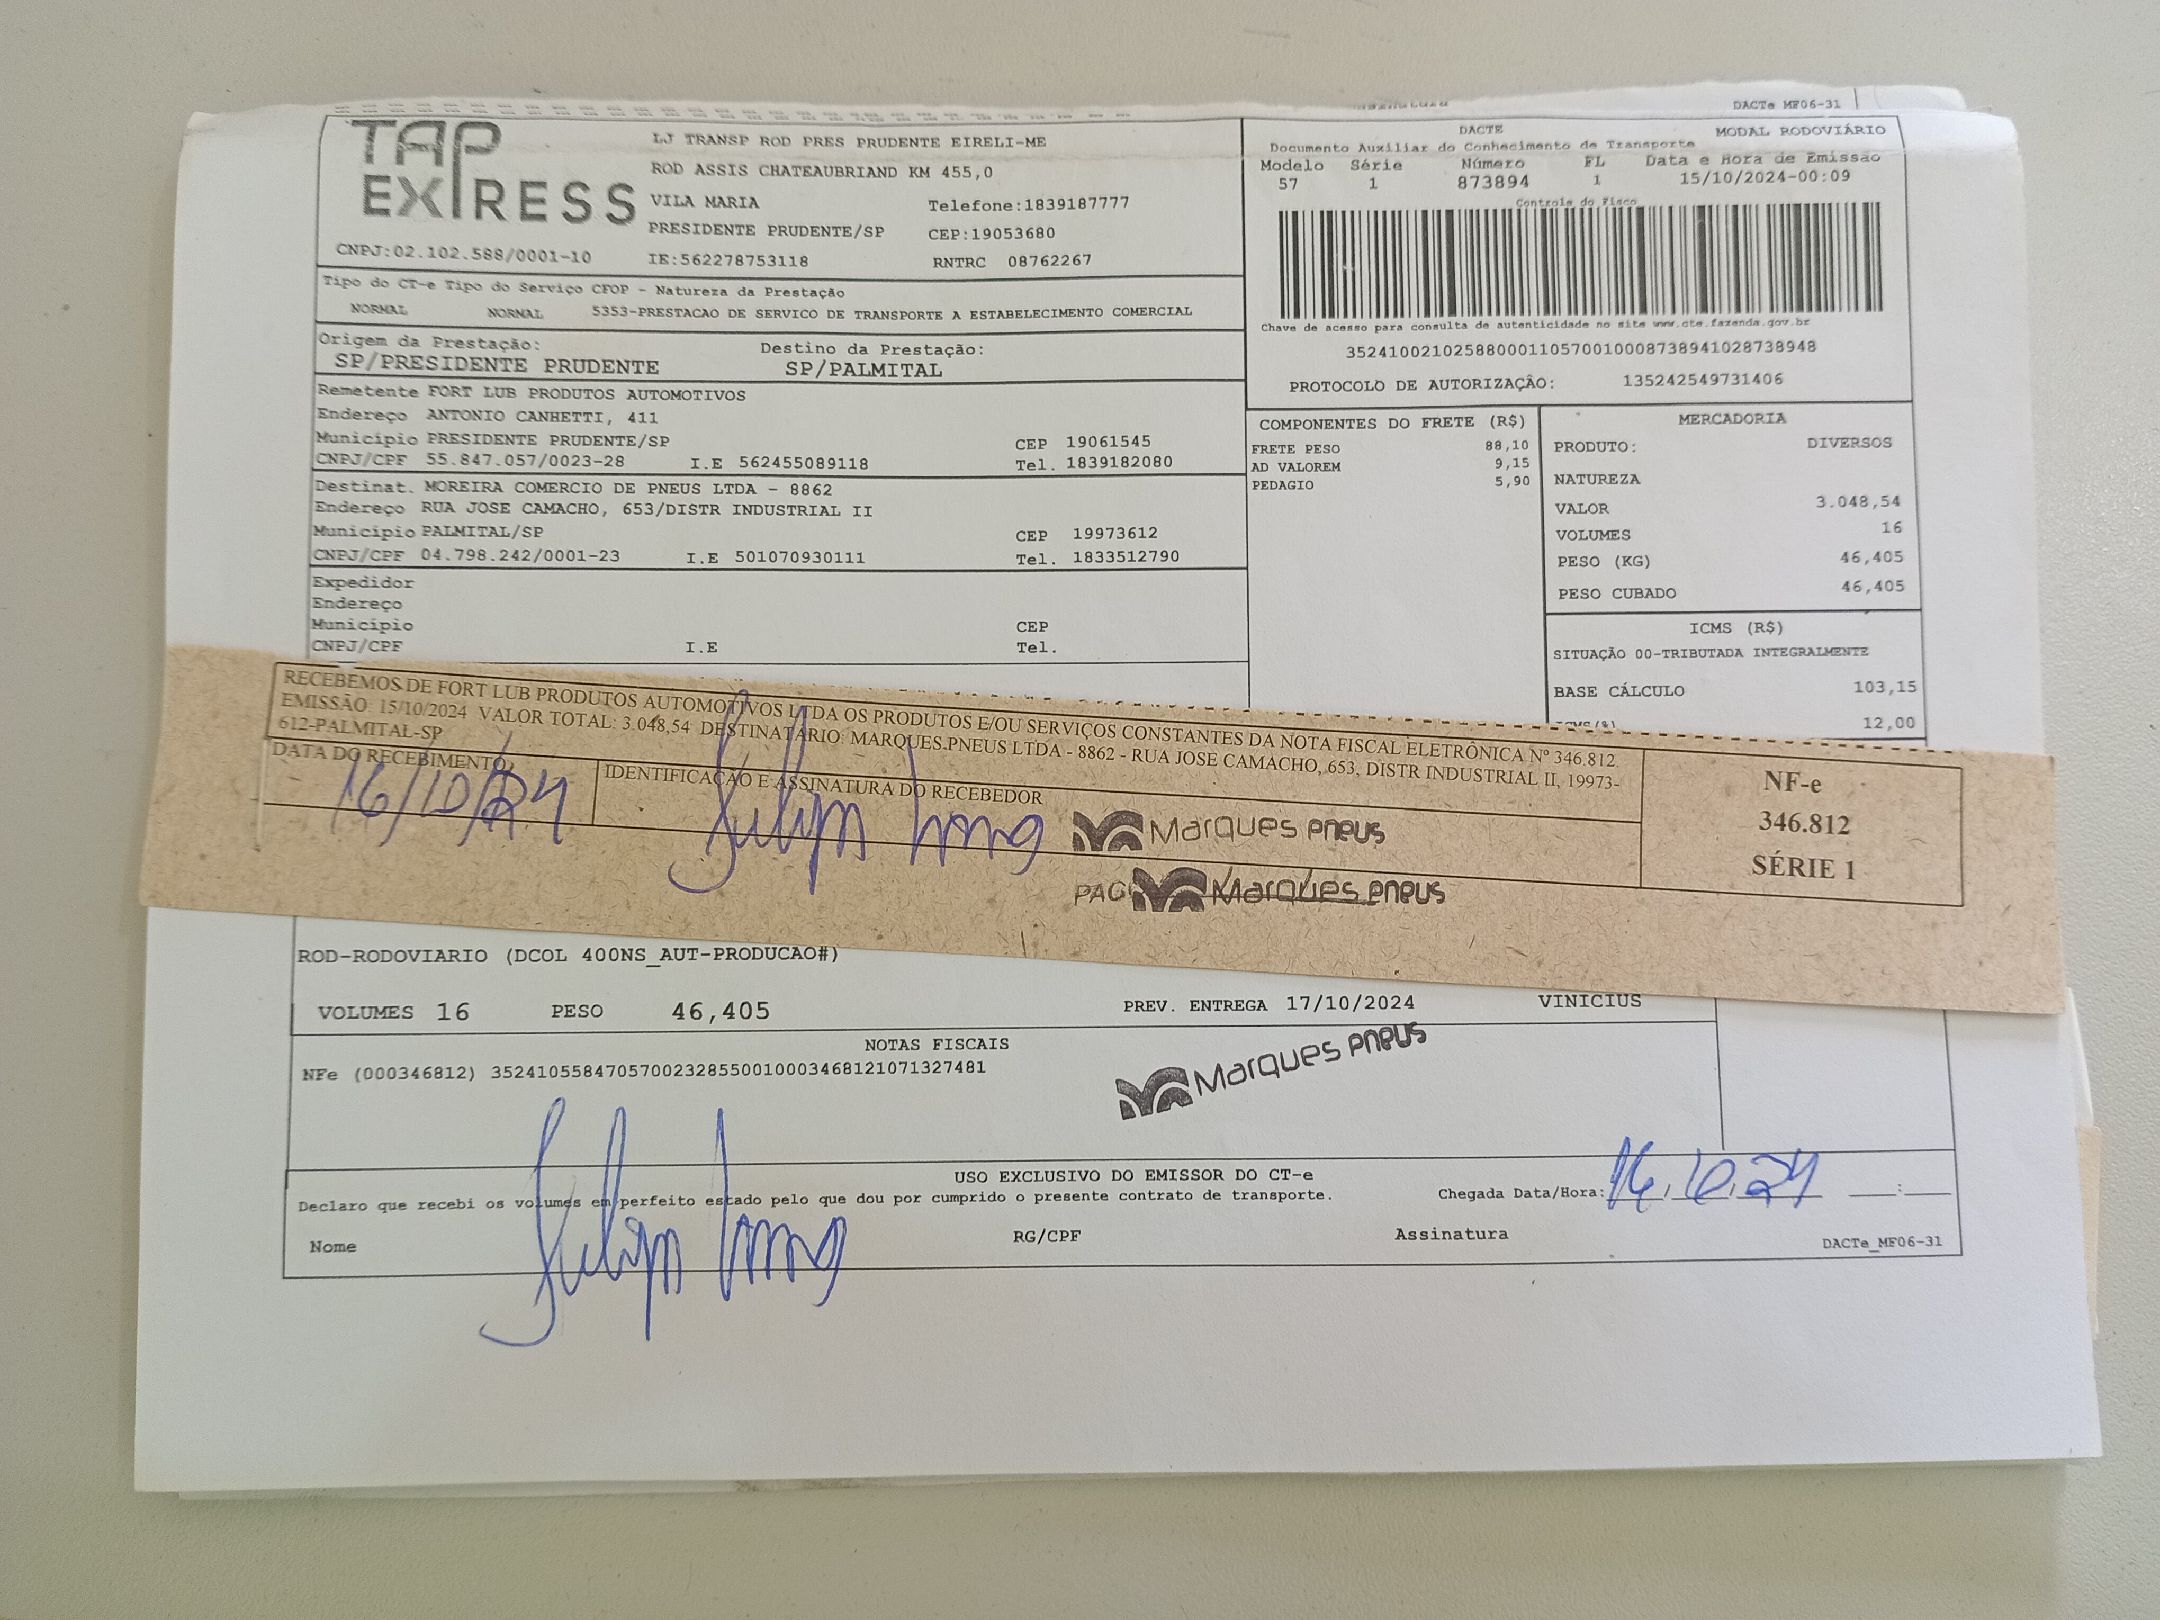 DACTe MF06-31
TAP EXPRESS
LJ TRANSP ROD PRES PRUDENTE EIRELI-ME
ROD ASSIS CHATEAUBRIAND KM 455,0
VILA MARIA Telefone:1839187777
PRESIDENTE PRUDENTE/SP CEP:19053680
CNPJ:02.102.588/0001-10 IE:562278753118 RNTRC 08762267
DACTE MODAL RODOVIÁRIO
Documento Auxiliar do Conhecimento de Transporte
Modelo Série Número FL Data e Hora de Emissão
57 1 873894 1 15/10/2024-00:09
Controle do Fisco
Chave de acesso para consulta de autenticidade no site www.cte.fazenda.gov.br
35241002102588000110570010008738941028738948
PROTOCOLO DE AUTORIZAÇÃO: 135242549731406
Tipo do CT-e Tipo do Serviço CFOP - Natureza da Prestação
NORMAL NORMAL 5353-PRESTACAO DE SERVICO DE TRANSPORTE A ESTABELECIMENTO COMERCIAL
Origem da Prestação: Destino da Prestação:
SP/PRESIDENTE PRUDENTE SP/PALMITAL
Remetente FORT LUB PRODUTOS AUTOMOTIVOS
Endereço ANTONIO CANHETTI, 411
Município PRESIDENTE PRUDENTE/SP CEP 19061545
CNPJ/CPF 55.847.057/0023-28 I.E 562455089118 Tel. 1839182080
Destinat. MOREIRA COMERCIO DE PNEUS LTDA - 8862
Endereço RUA JOSE CAMACHO, 653/DISTR INDUSTRIAL II
Município PALMITAL/SP CEP 19973612
CNPJ/CPF 04.798.242/0001-23 I.E 501070930111 Tel. 1833512790
Expedidor
Endereço
Município CEP
CNPJ/CPF I.E Tel.
COMPONENTES DO FRETE (R$)
FRETE PESO 88,10
AD VALOREM 9,15
PEDAGIO 5,90
MERCADORIA
PRODUTO: DIVERSOS
NATUREZA
VALOR 3.048,54
VOLUMES 16
PESO (KG) 46,405
PESO CUBADO 46,405
ICMS (R$)
SITUAÇÃO 00-TRIBUTADA INTEGRALMENTE
BASE CÁLCULO 103,15
ICMS(%) 12,00
RECEBEMOS DE FORT LUB PRODUTOS AUTOMOTIVOS LTDA OS PRODUTOS E/OU SERVIÇOS CONSTANTES DA NOTA FISCAL ELETRÔNICA Nº 346.812.
EMISSÃO: 15/10/2024 VALOR TOTAL: 3.048,54 DESTINATÁRIO: MARQUES.PNEUS LTDA - 8862 - RUA JOSE CAMACHO, 653, DISTR INDUSTRIAL II, 19973-
612-PALMITAL-SP
DATA DO RECEBIMENTO IDENTIFICAÇÃO E ASSINATURA DO RECEBEDOR
16/10/24
Marques pneus
PAG Marques pneus
NF-e
346.812
SÉRIE 1
ROD-RODOVIARIO (DCOL 400NS_AUT-PRODUCAO#)
VOLUMES 16 PESO 46,405 PREV. ENTREGA 17/10/2024 VINICIUS
NOTAS FISCAIS
NFe (000346812) 35241055847057002328550010003468121071327481
Marques pneus
USO EXCLUSIVO DO EMISSOR DO CT-e
Declaro que recebi os volumes em perfeito estado pelo que dou por cumprido o presente contrato de transporte. Chegada Data/Hora: 16, 10, 24 :
Nome RG/CPF Assinatura DACTe_MF06-31